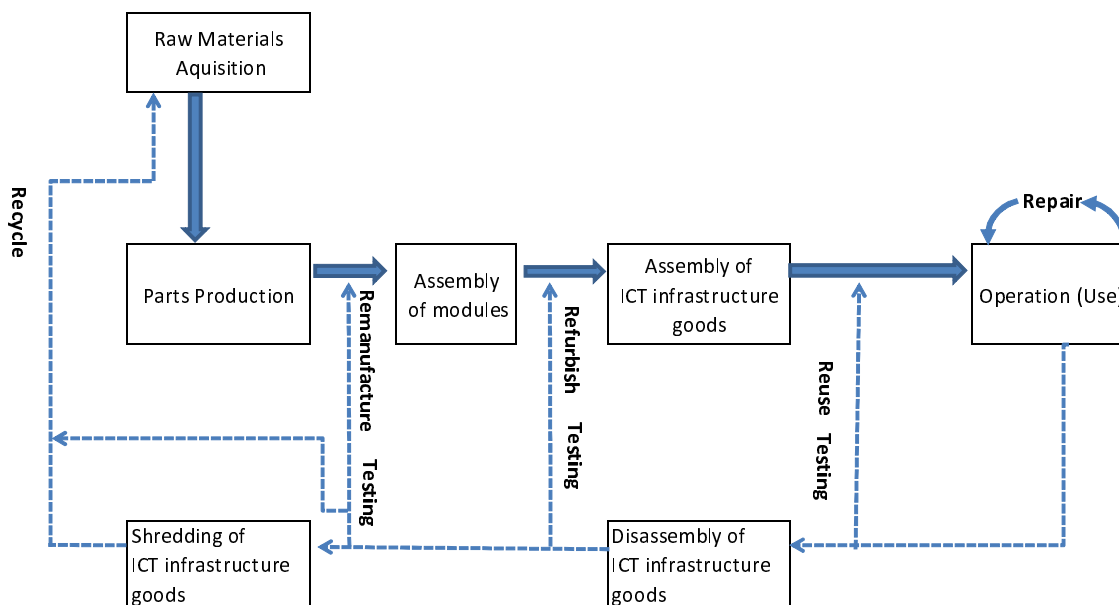 Raw Materials
Aquisition
Recycle
Repair
Parts Production
Assembly
of modules
Assembly of
ICT infrastructure
goods
Operation (Use)
Remanufacture Testing
Refurbish Testing
Reuse Testing
Shredding of
ICT infrastructure
goods
Disassembly of
ICT infrastructure
goods